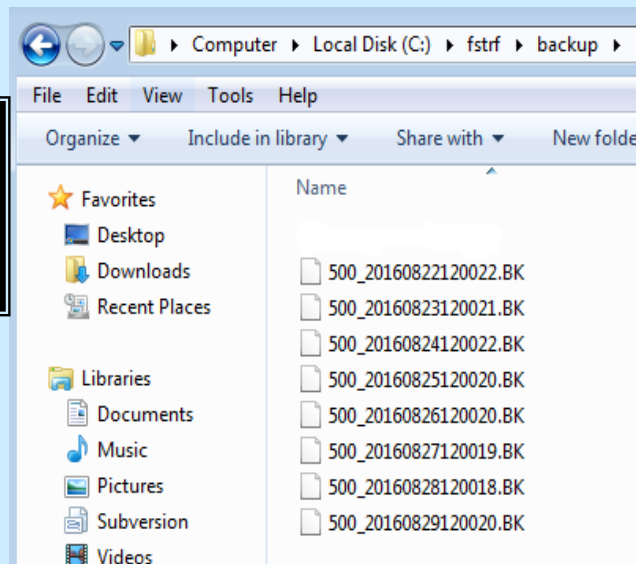 Computer Local Disk (C:) fstrf backup
File Edit View Tools Help
Organize Include in library Share with New folde
Name
Favorites
Desktop
Downloads
Recent Places
Libraries
Documents
Music
Pictures
Subversion
Videos
500_20160822120022.BK
500_20160823120021.BK
500_20160824120022.BK
500_20160825120020.BK
500_20160826120020.BK
500_20160827120019.BK
500_20160828120018.BK
500_20160829120020.BK